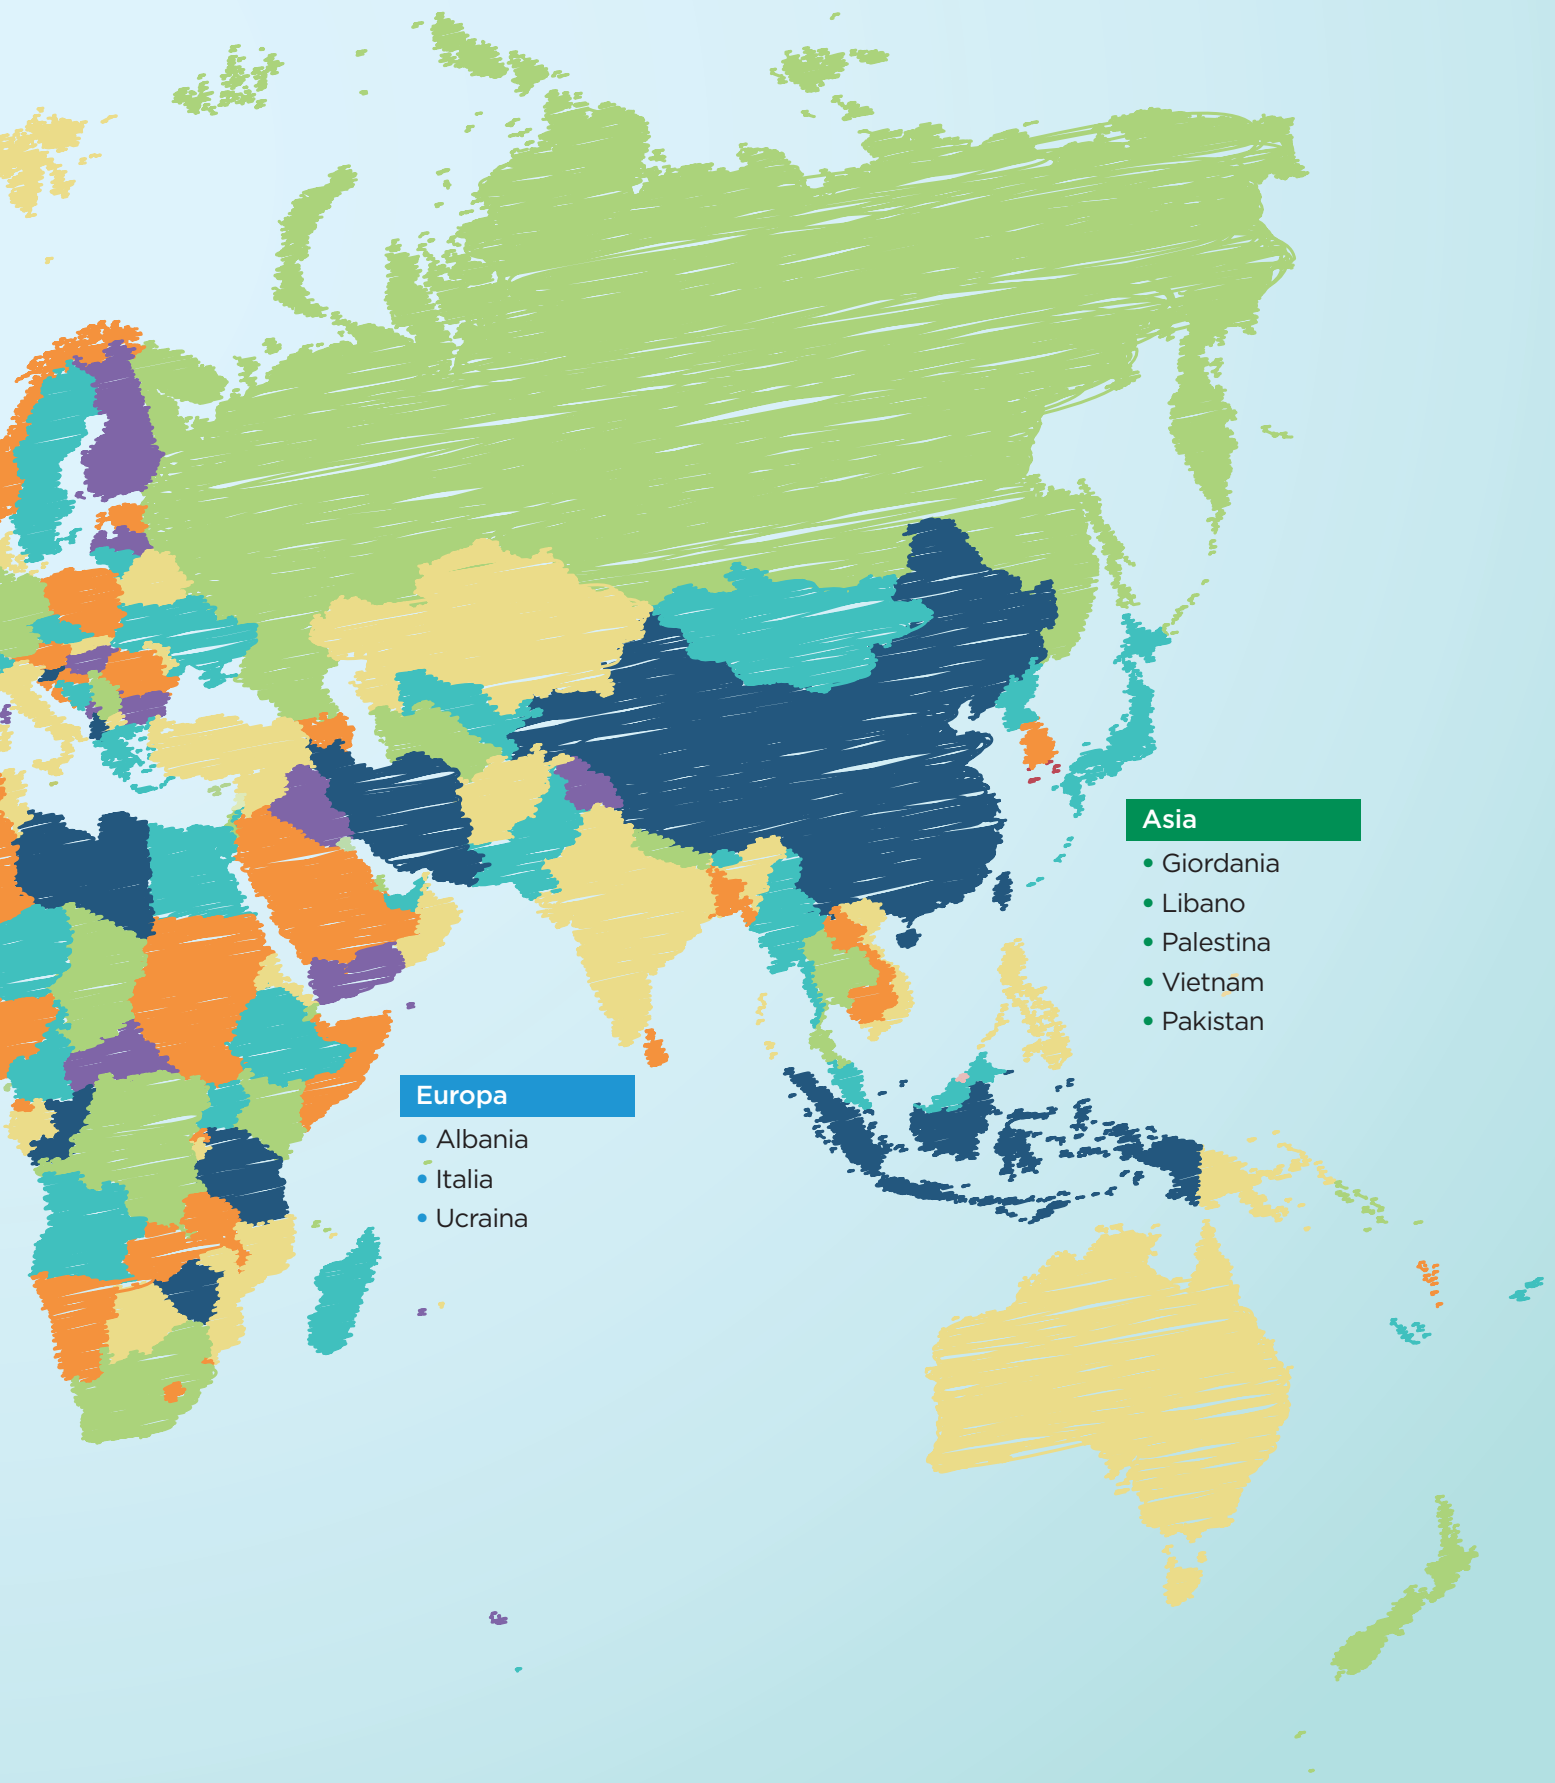 Asia
• Giordania
• Libano
• Palestina
• Vietnam
• Pakistan
Europa
• Albania
• Italia
• Ucraina